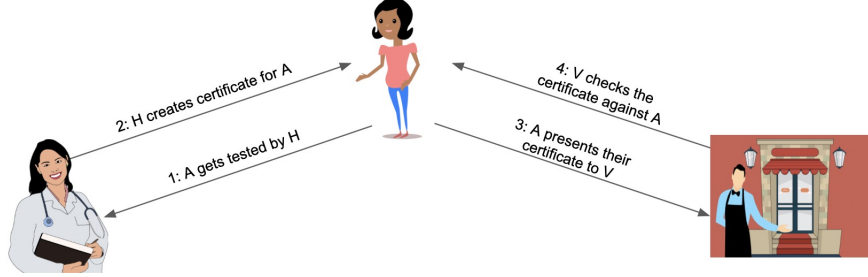 2: H creates certificate for A
1: A gets tested by H
4: V checks the
certificate against A
3: A presents their
certificate to V